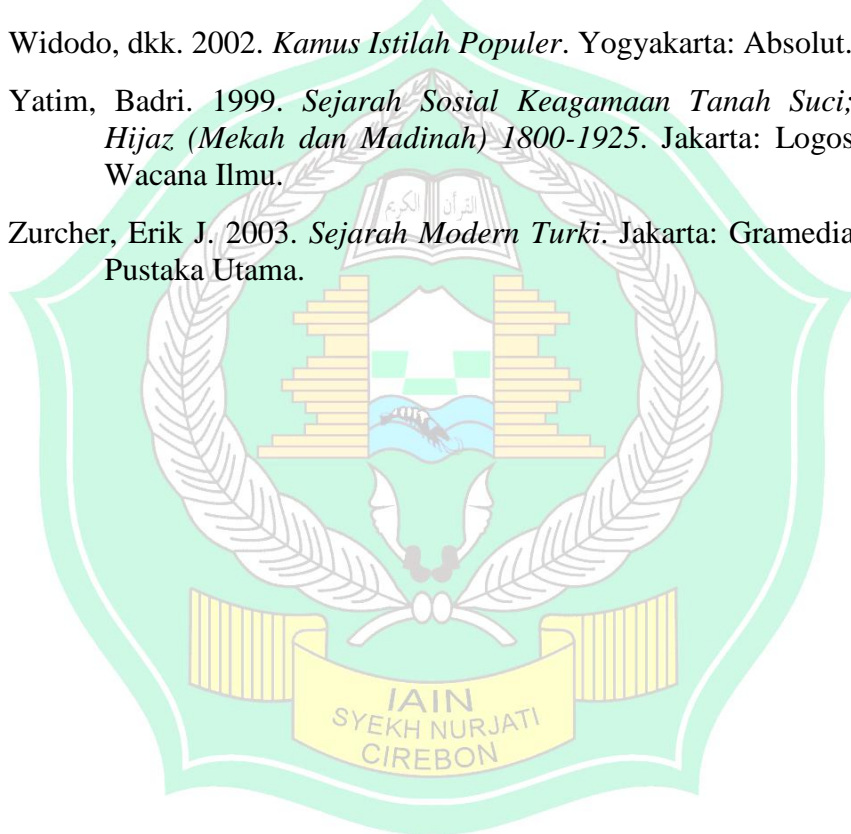 Widodo, dkk. 2002. Kamus Istilah Populer. Yogyakarta: Absolut.
Yatim, Badri. 1999. Sejarah Sosial Keagamaan Tanah Suci;
Hijaz (Mekah dan Madinah) 1800-1925. Jakarta: Logos
Wacana Ilmu.
Zurcher, Erik J. 2003. Sejarah Modern Turki. Jakarta: Gramedia
Pustaka Utama.
القرآن الكريم
IAIN
SYEKH NURJATI
CIREBON